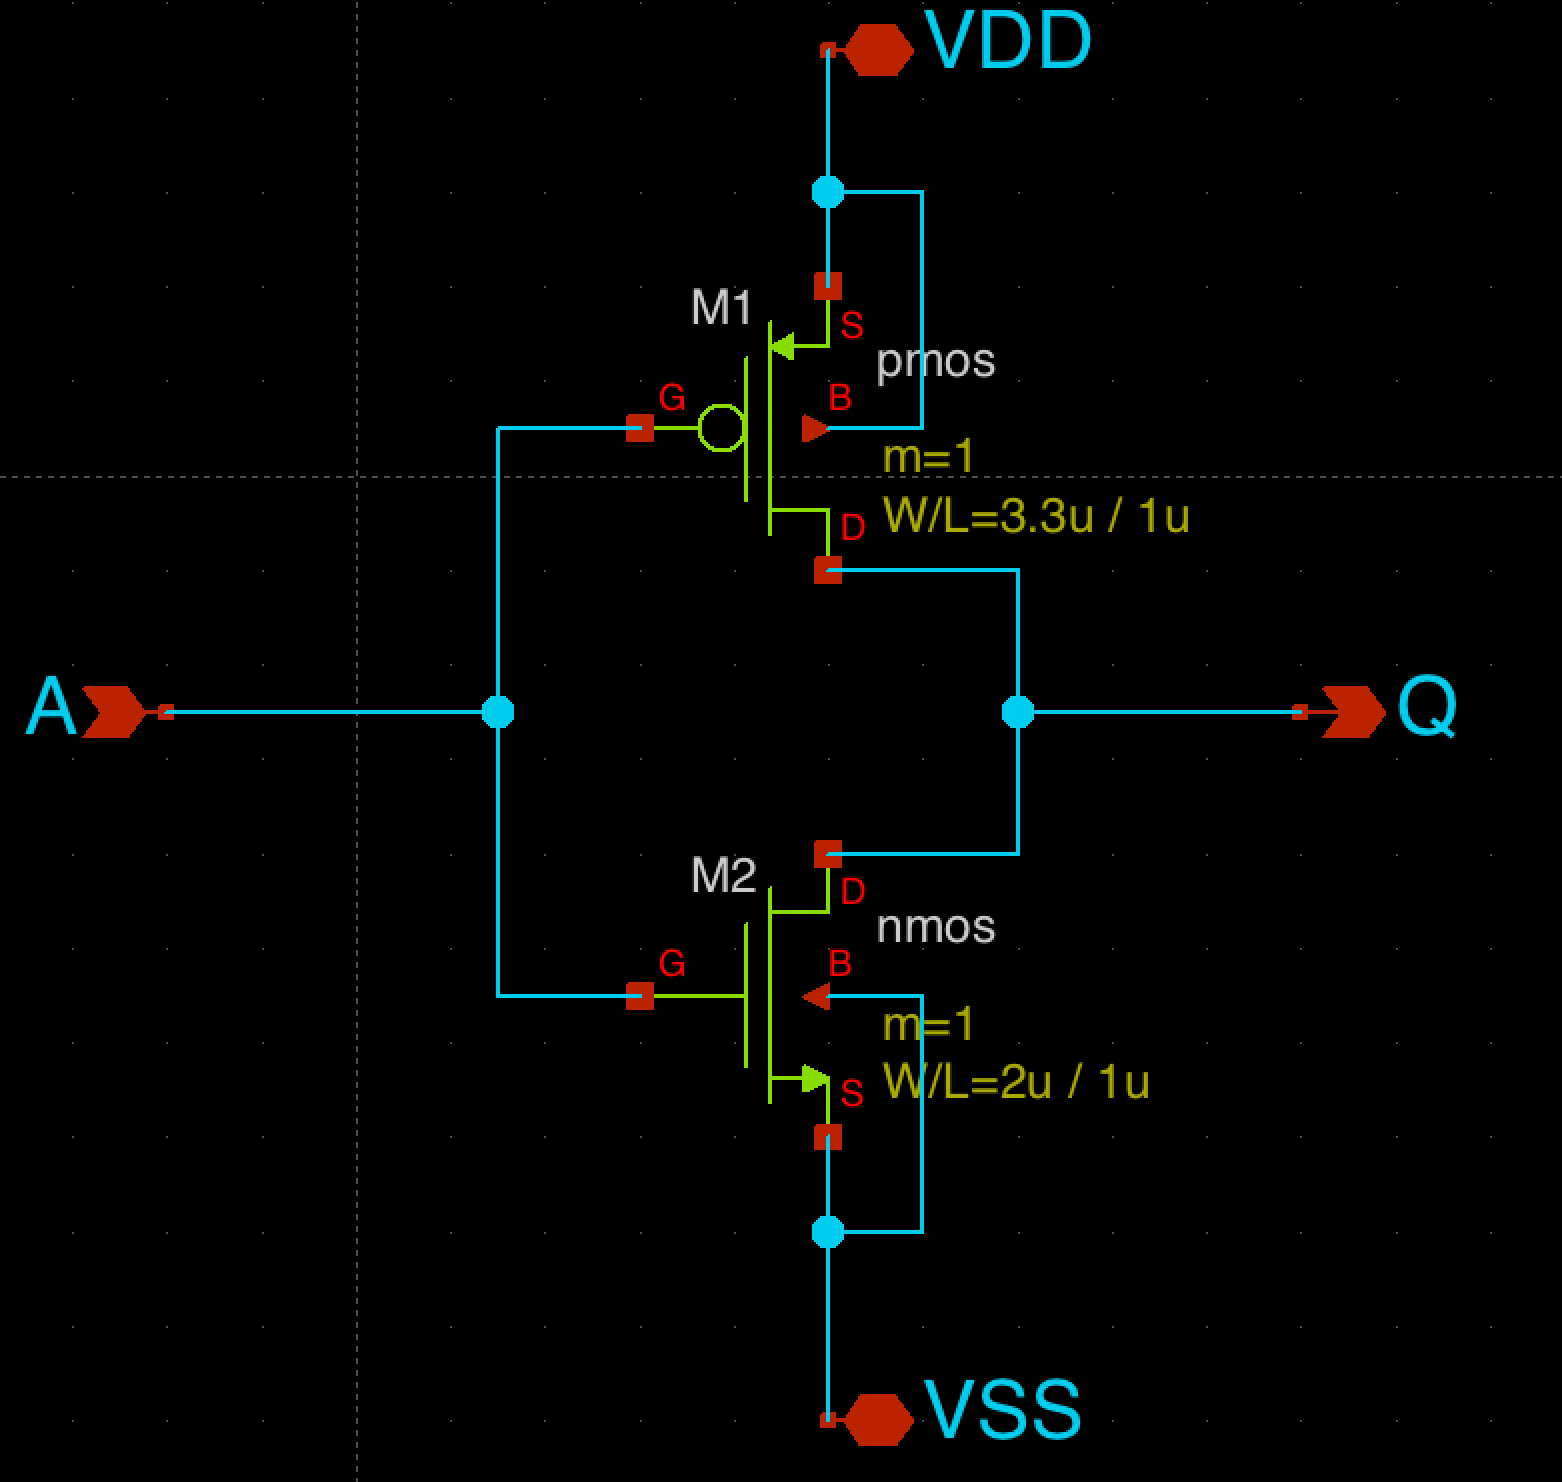 VDD
M1
S
pmos
G
B
m=1
W/L=3.3u / 1u
D
A
Q
M2
D
nmos
G
B
m=1
W/L=2u / 1u
S
VSS